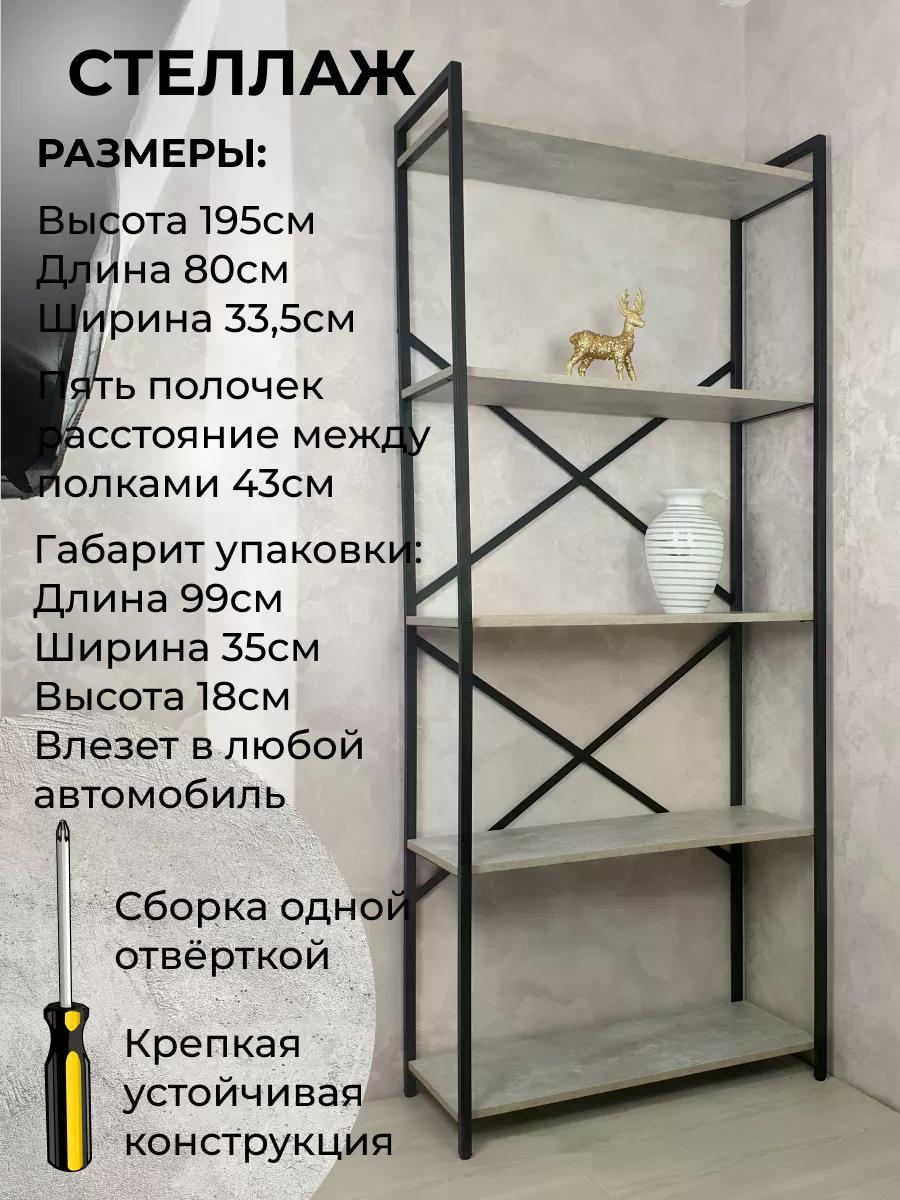 СТЕЛЛАЖ
РАЗМЕРЫ:
Высота 195см
Длина 80см
Ширина 33,5см
Пять полочек
расстояние между
полками 43см
Габарит упаковки:
Длина 99см
Ширина 35см
Высота 18см
Влезет в любой
автомобиль
Сборка одной
отвёрткой
Крепкая
устойчивая
конструкция